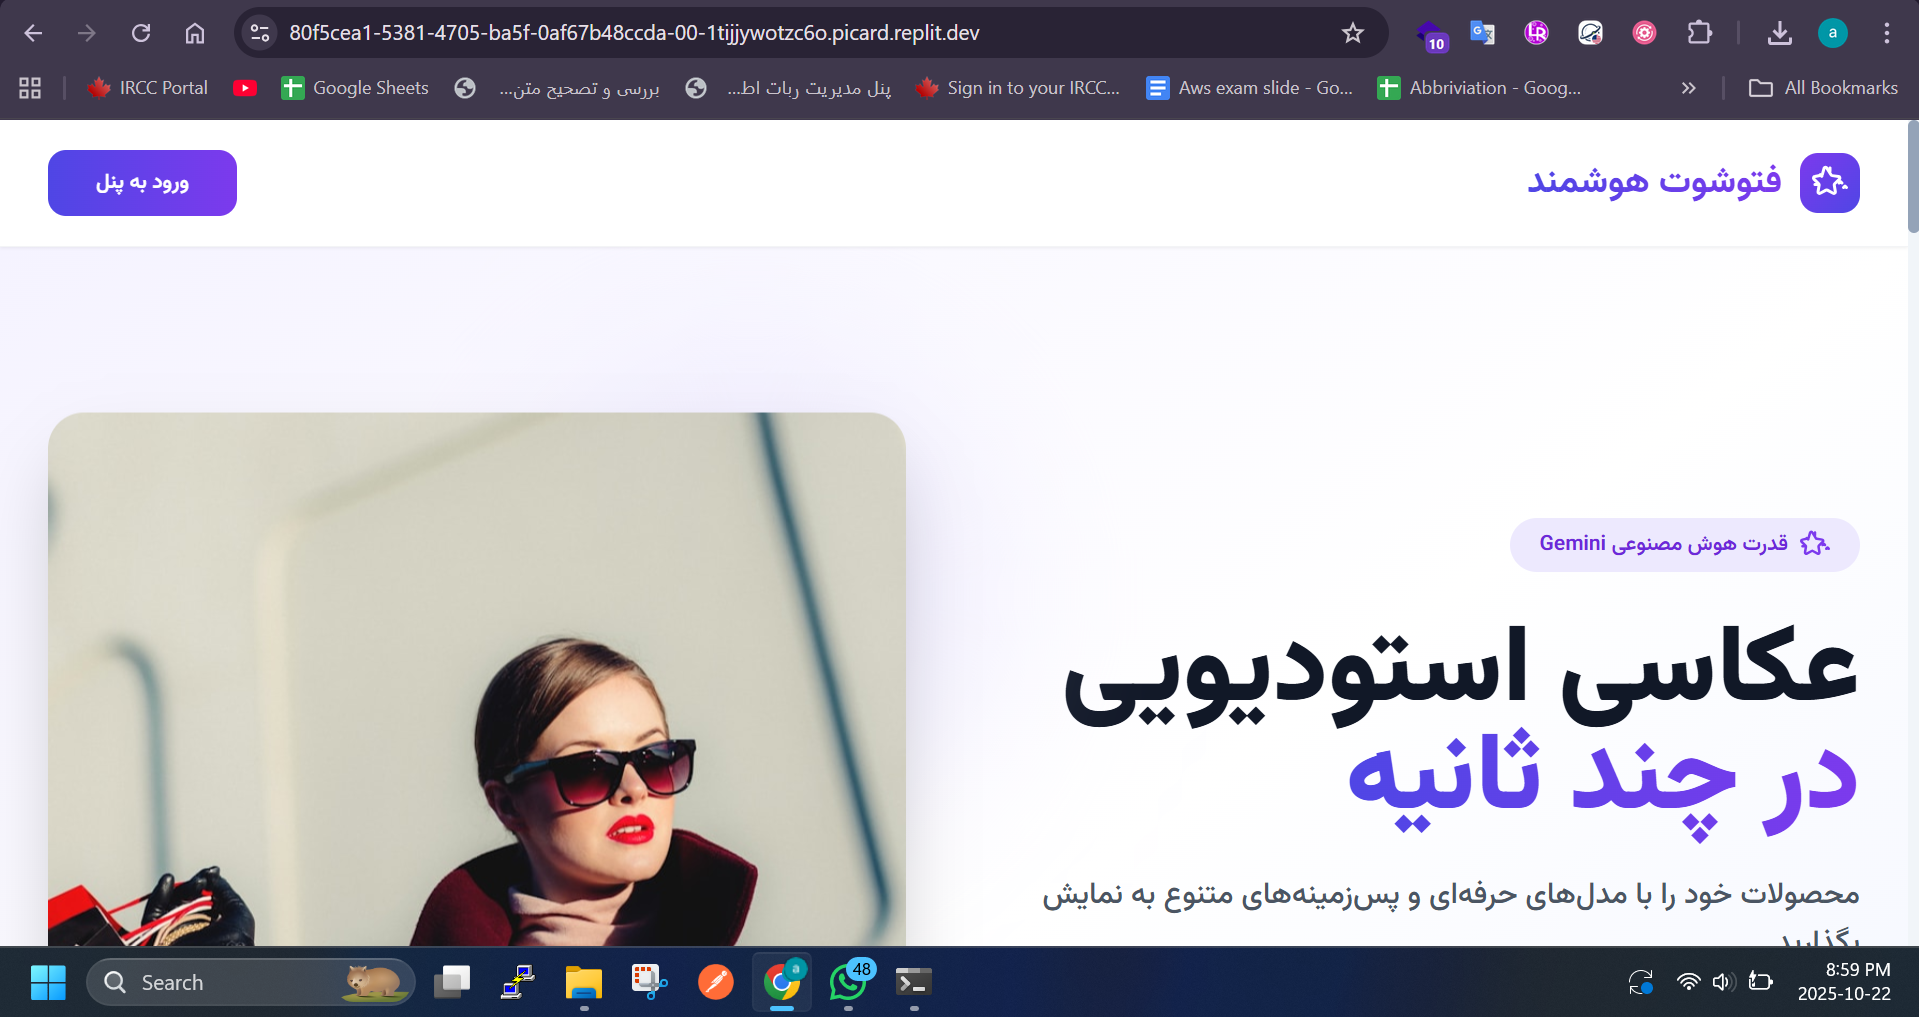 80f5cea1-5381-4705-ba5f-0af67b48ccda-00-1tijjywotzc6o.picard.replit.dev
10
a
IRCC Portal
Google Sheets
بررسی و تصحیح متن...
پنل مدیریت ربات اط...
Sign in to your IRCC...
Aws exam slide - Go...
Abbriviation - Goog...
All Bookmarks
فتوشوت هوشمند
ورود به پنل
قدرت هوش مصنوعی Gemini
عکاسی استودیویی
در چند ثانیه
محصولات خود را با مدل‌های حرفه‌ای و پس‌زمینه‌های متنوع به نمایش
بگذارید
Search
a
48
8:59 PM
2025-10-22